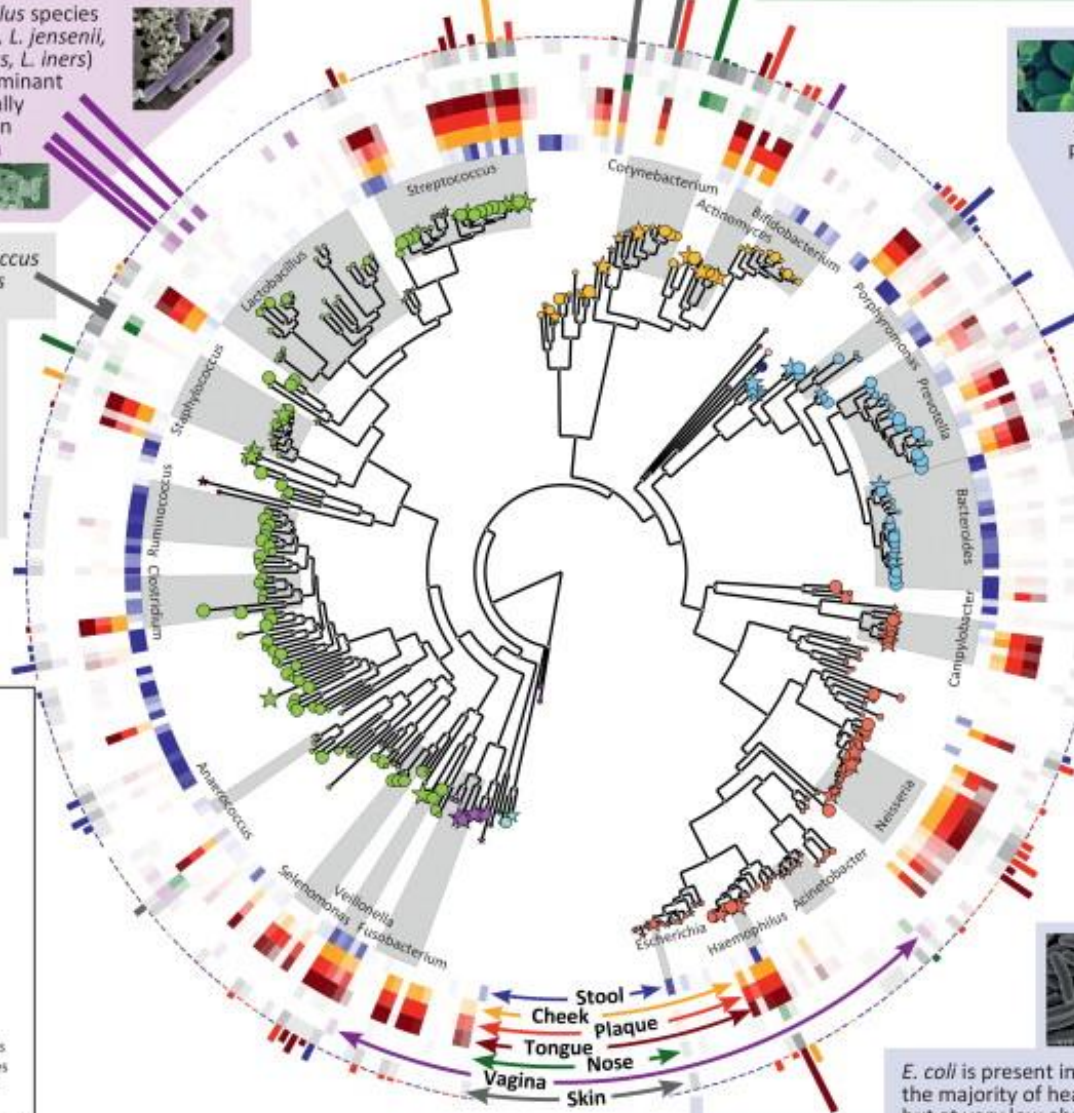 lus species
, L. jensenii,
s, L. iners)
minant
ally
n
ccus
s
Streptococcus
Lactobacillus
Staphylococcus
Ruminococcus
Clostridium
Anaerococcus
Selenomonas
Veillonella
Fusobacterium
Corynebacterium
Actinomyces
Bifidobacterium
Porphyromonas
Prevotella
Bacteroides
Campylobacter
Neisseria
Acinetobacter
Haemophilus
Escherichia
Stool
Cheek
Plaque
Tongue
Nose
Vagina
Skin
p
s
es
E. coli is present in
the majority of hea